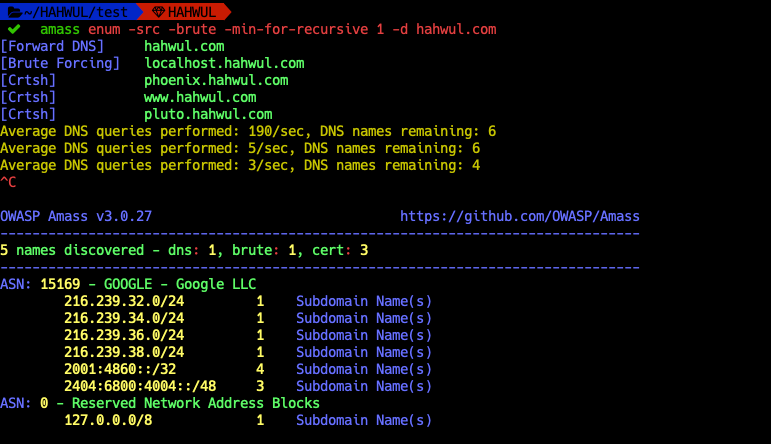 ~/HAHWUL/test HAHWUL
✔ amass enum -src -brute -min-for-recursive 1 -d hahwul.com
[Forward DNS] hahwul.com
[Brute Forcing] localhost.hahwul.com
[Crtsh] phoenix.hahwul.com
[Crtsh] www.hahwul.com
[Crtsh] pluto.hahwul.com
Average DNS queries performed: 190/sec, DNS names remaining: 6
Average DNS queries performed: 5/sec, DNS names remaining: 6
Average DNS queries performed: 3/sec, DNS names remaining: 4
^C
OWASP Amass v3.0.27 https://github.com/OWASP/Amass
--------------------------------------------------------------------------------
5 names discovered - dns: 1, brute: 1, cert: 3
--------------------------------------------------------------------------------
ASN: 15169 - GOOGLE - Google LLC
216.239.32.0/24 1 Subdomain Name(s)
216.239.34.0/24 1 Subdomain Name(s)
216.239.36.0/24 1 Subdomain Name(s)
216.239.38.0/24 1 Subdomain Name(s)
2001:4860::/32 4 Subdomain Name(s)
2404:6800:4004::/48 3 Subdomain Name(s)
ASN: 0 - Reserved Network Address Blocks
127.0.0.0/8 1 Subdomain Name(s)